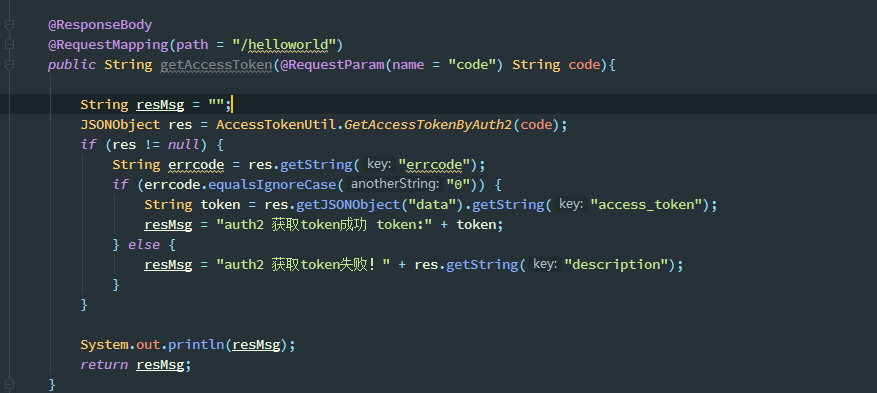 @ResponseBody
@RequestMapping(path = "/helloworld")
public String getAccessToken(@RequestParam(name = "code") String code){
String resMsg = "";
JSONObject res = AccessTokenUtil.GetAccessTokenByAuth2(code);
if (res != null) {
String errcode = res.getString( key: "errcode");
if (errcode.equalsIgnoreCase( anotherString: "0")) {
String token = res.getJSONObject("data").getString( key: "access_token");
resMsg = "auth2 获取token成功 token:" + token;
} else {
resMsg = "auth2 获取token失败！" + res.getString( key: "description");
}
}
System.out.println(resMsg);
return resMsg;
}